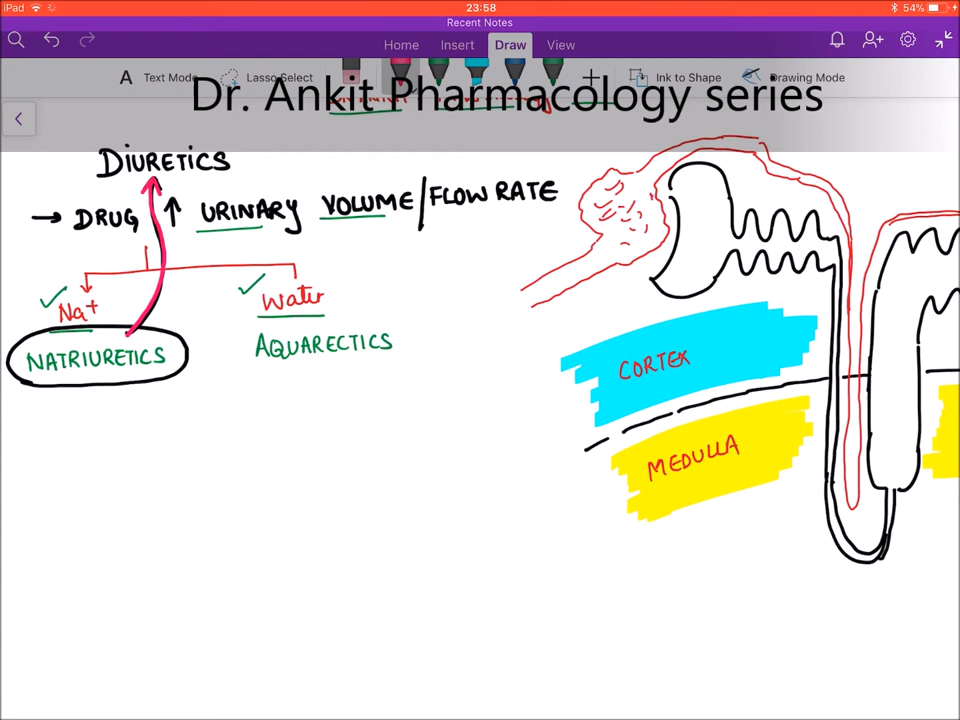 iPad 23:58 54%
Recent Notes
Home Insert Draw View
Text Mode Lasso Select Ink to Shape Drawing Mode
Dr. Ankit Pharmacology series
DIURETICS
→ DRUG ↑ URINARY VOLUME/FLOW RATE
Na+ Water
NATRIURETICS AQUARECTICS
CORTEX
MEDULLA